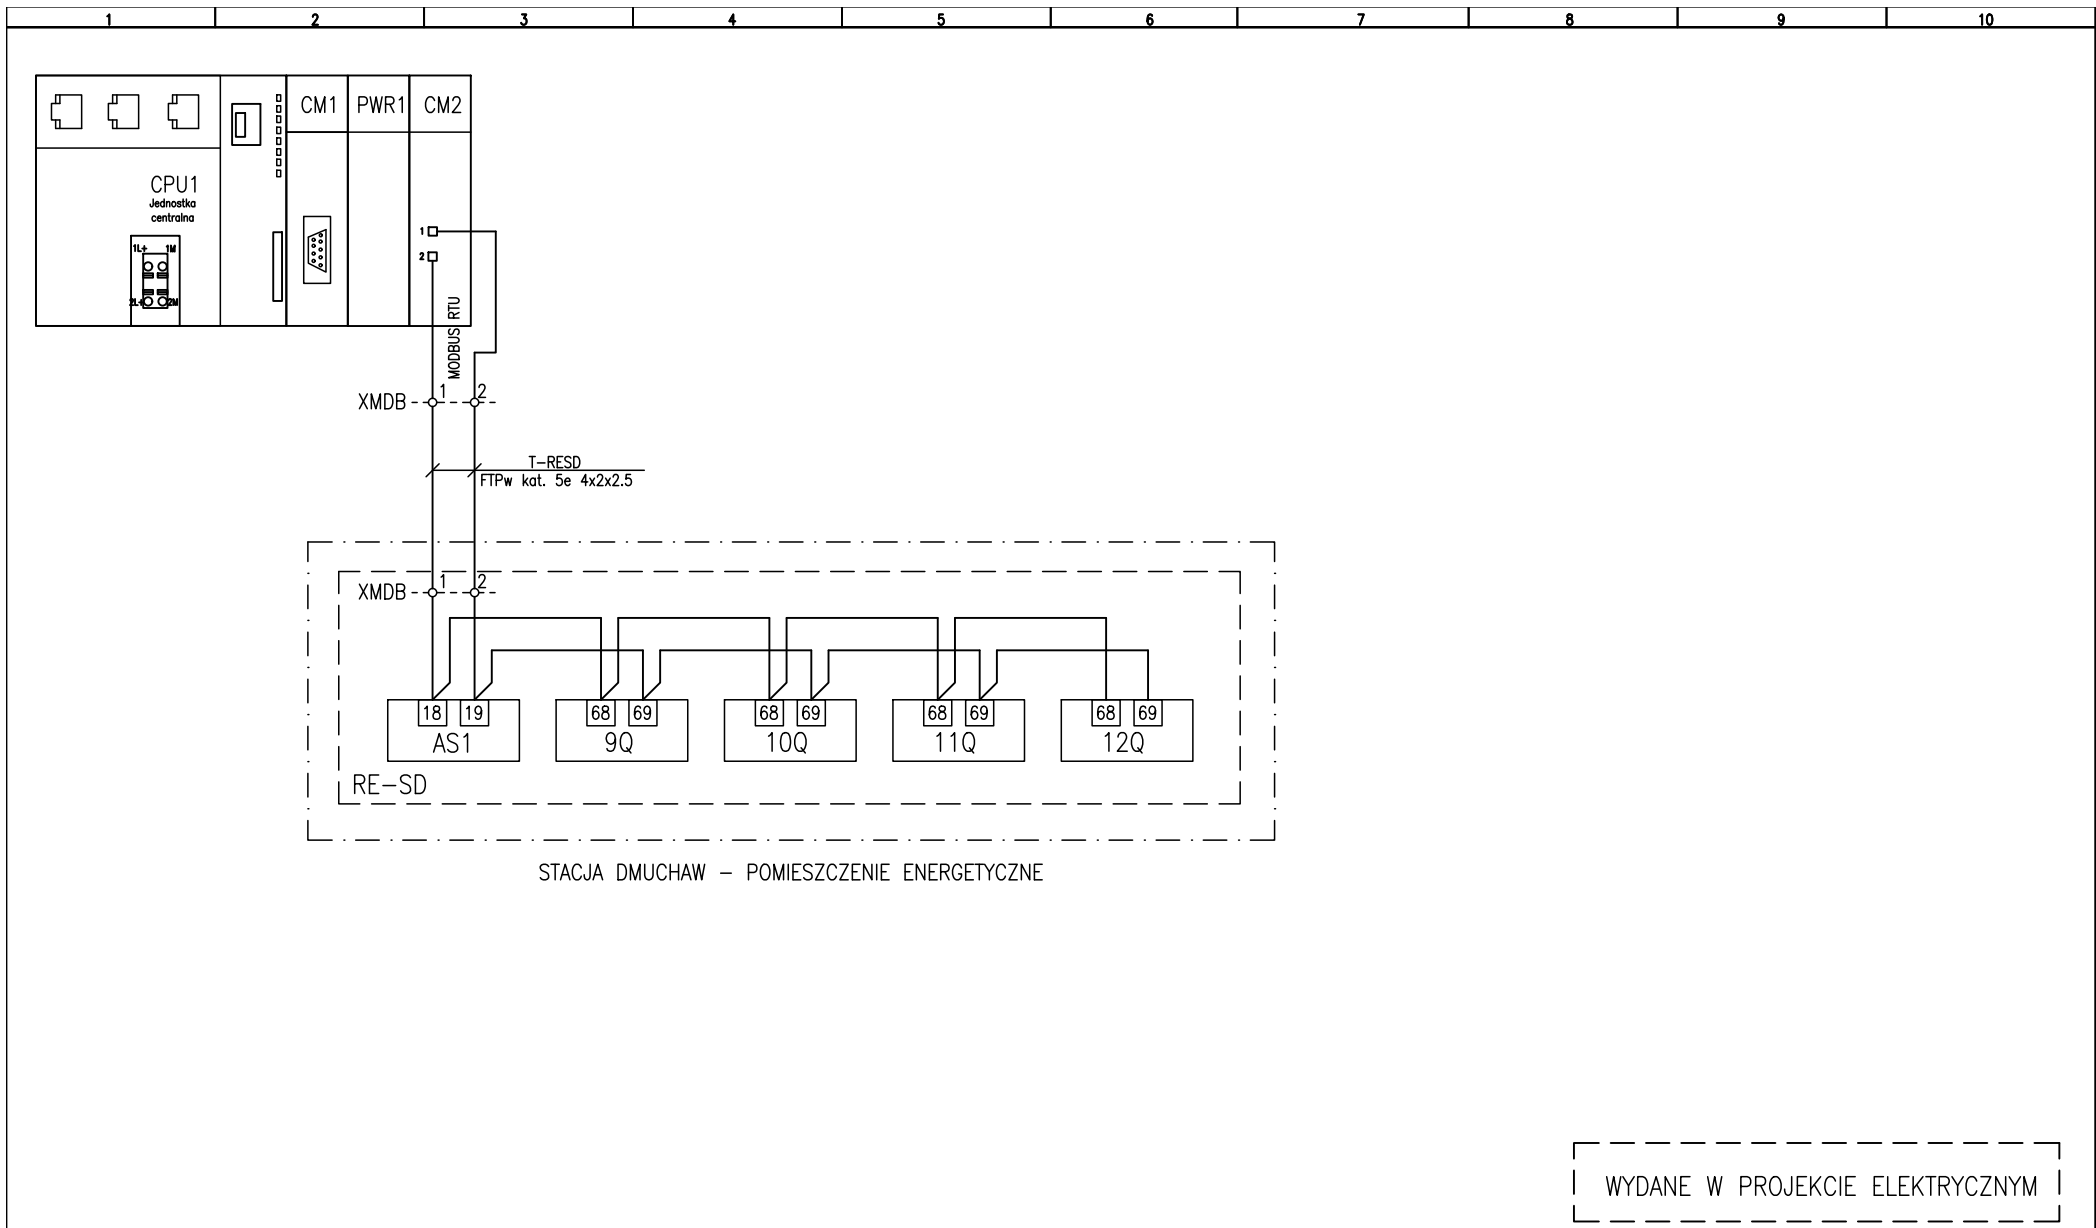 1 2 3 4 5 6 7 8 9 10
CM1 PWR1 CM2
CPU1
Jednostka
centralna
1L+ 1M
2L+ 2M
1
2
MODBUS RTU
XMDB 1 2
T-RESD
FTPw kat. 5e 4x2x2.5
XMDB 1 2
18 19 68 69 68 69 68 69 68 69
AS1 9Q 10Q 11Q 12Q
RE-SD
STACJA DMUCHAW - POMIESZCZENIE ENERGETYCZNE
WYDANE W PROJEKCIE ELEKTRYCZNYM